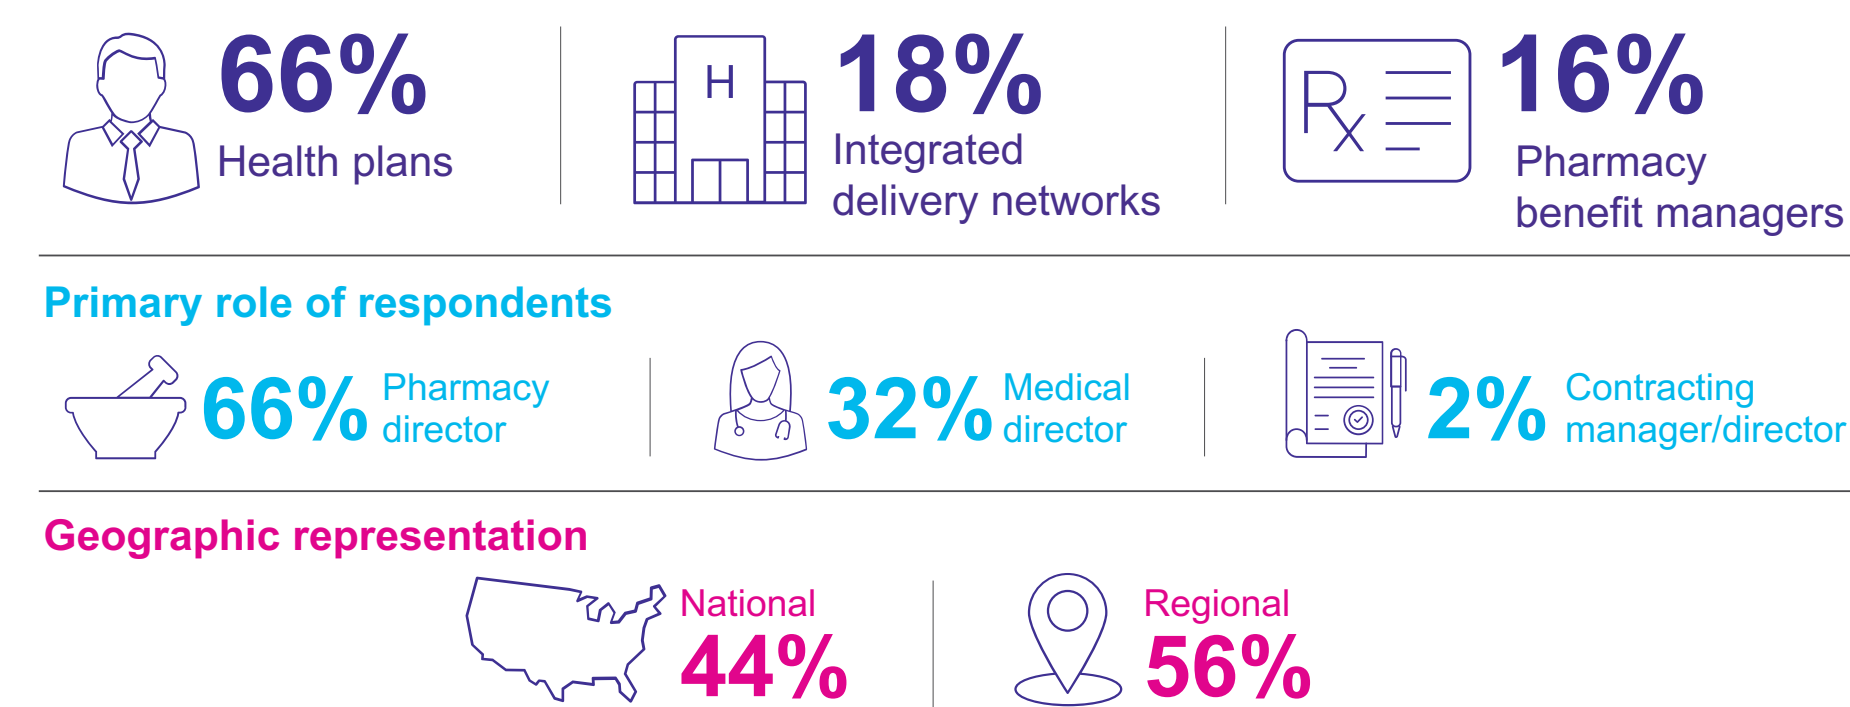 66%
Health plans
H
18%
Integrated
delivery networks
Rx
16%
Pharmacy
benefit managers
Primary role of respondents
66%
Pharmacy
director
32%
Medical
director
2%
Contracting
manager/director
Geographic representation
National
44%
Regional
56%